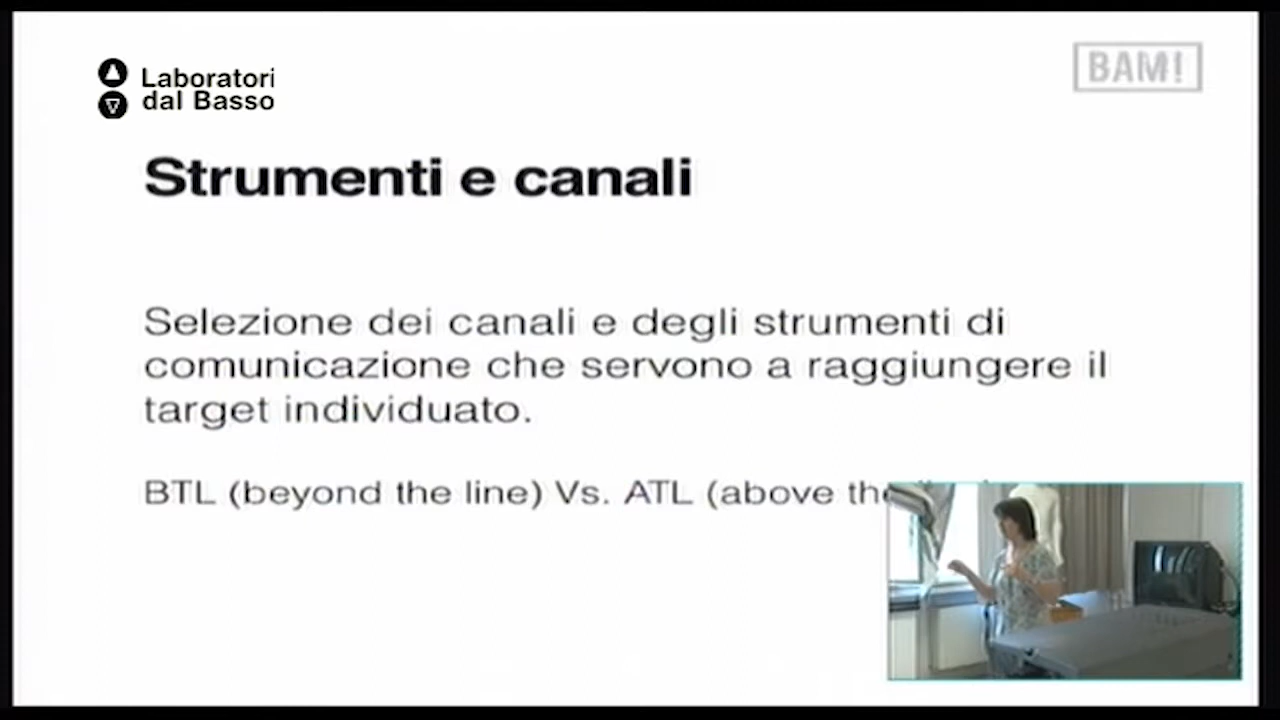 Laboratori
dal Basso
BAM!
Strumenti e canali
Selezione dei canali e degli strumenti di
comunicazione che servono a raggiungere il
target individuato.
BTL (beyond the line) Vs. ATL (above the